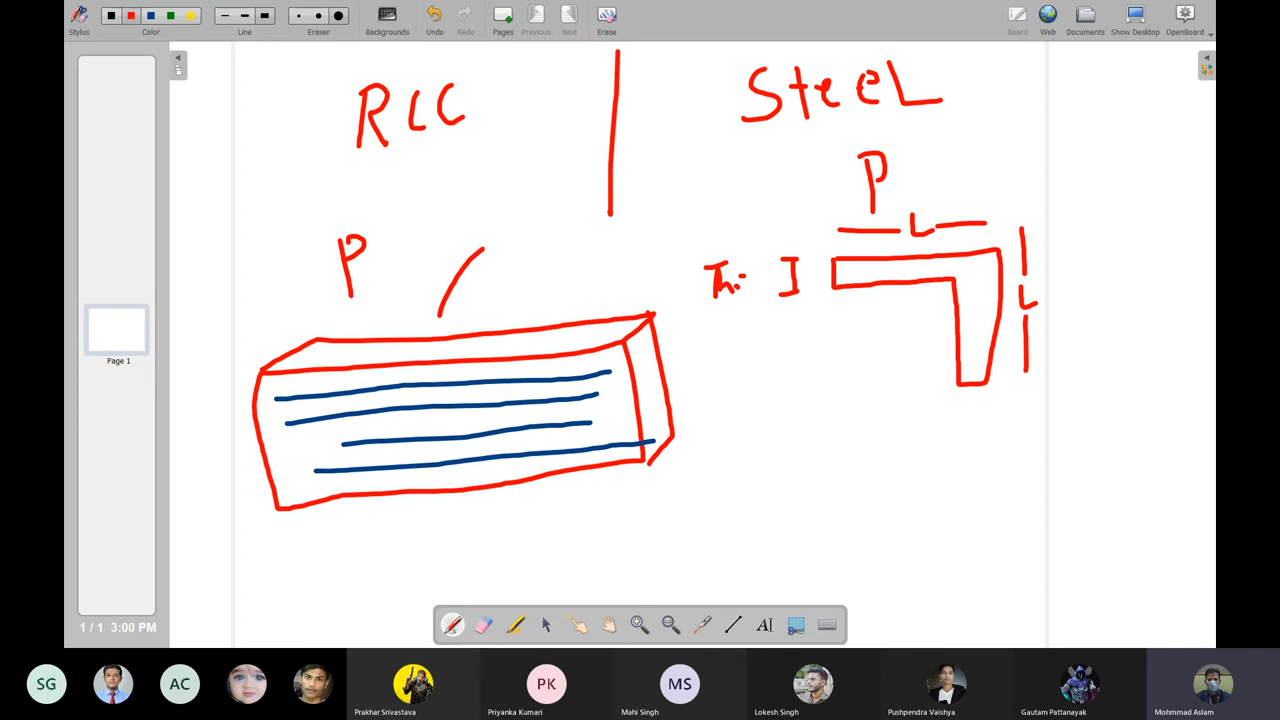 Stylus
Color
Line
Eraser
Backgrounds
Undo
Redo
Pages
Previous
Next
Erase
Board
Web
Documents
Show Desktop
OpenBoard
RCC
SteeL
P
P
L
I
L
Page 1
1 / 1 3:00 PM
AI
SG
AC
PK
MS
Prakhar Srivastava
Priyanka Kumari
Mahi Singh
Lokesh Singh
Pushpendra Vaishya
Gautam Pattanayak
Mohmmad Aslam